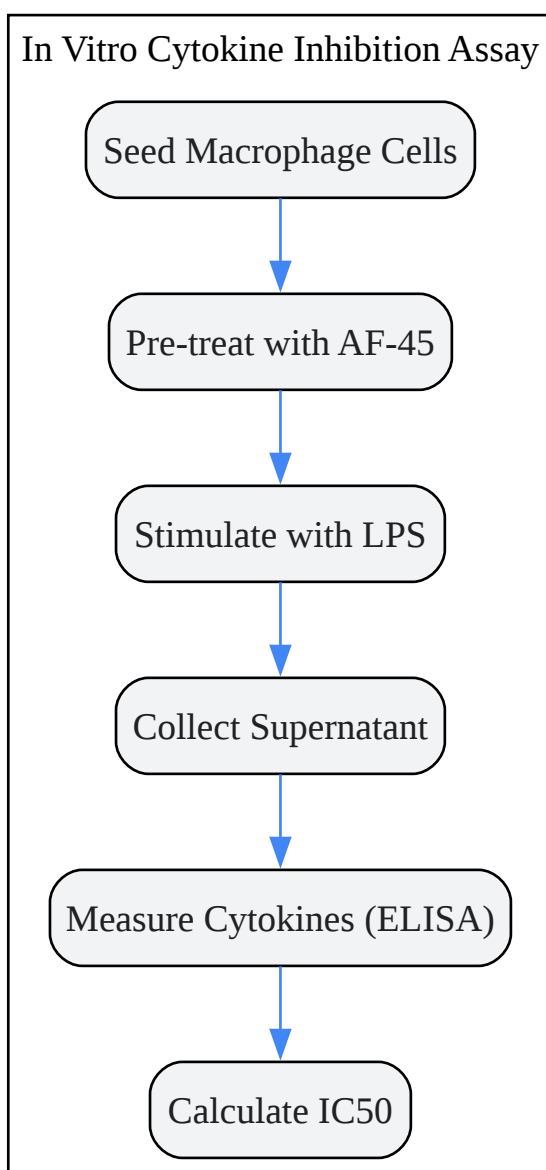 In Vitro Cytokine Inhibition Assay
Seed Macrophage Cells
Pre-treat with AF-45
Stimulate with LPS
Collect Supernatant
Measure Cytokines (ELISA)
Calculate IC50